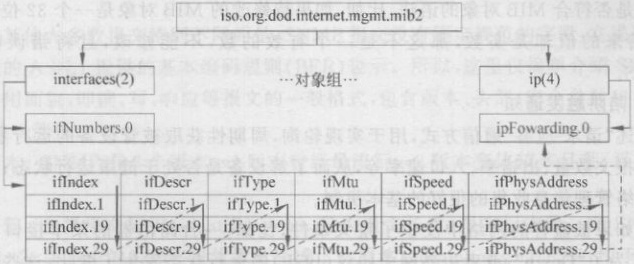 iso.org.dod.internet.mgmt.mib2
interfaces(2) ···对象组··· ip(4)
ifNumbers.0 ipFowarding.0
ifIndex ifDescr ifType ifMtu ifSpeed ifPhysAddress
ifIndex.1 ifDescr.1 ifType.1 ifMtu.1 ifSpeed.1 ifPhysAddress.1
ifIndex.19 ifDescr.19 ifType.19 ifMtu.19 ifSpeed.19 ifPhysAddress.19
ifIndex.29 ifDescr.29 ifType.29 ifMtu.29 ifSpeed.29 ifPhysAddress.29